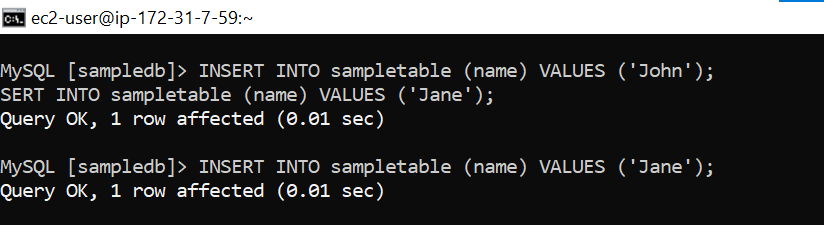 ec2-user@ip-172-31-7-59:~
MySQL [sampledb]> INSERT INTO sampletable (name) VALUES ('John');
SERT INTO sampletable (name) VALUES ('Jane');
Query OK, 1 row affected (0.01 sec)
MySQL [sampledb]> INSERT INTO sampletable (name) VALUES ('Jane');
Query OK, 1 row affected (0.01 sec)